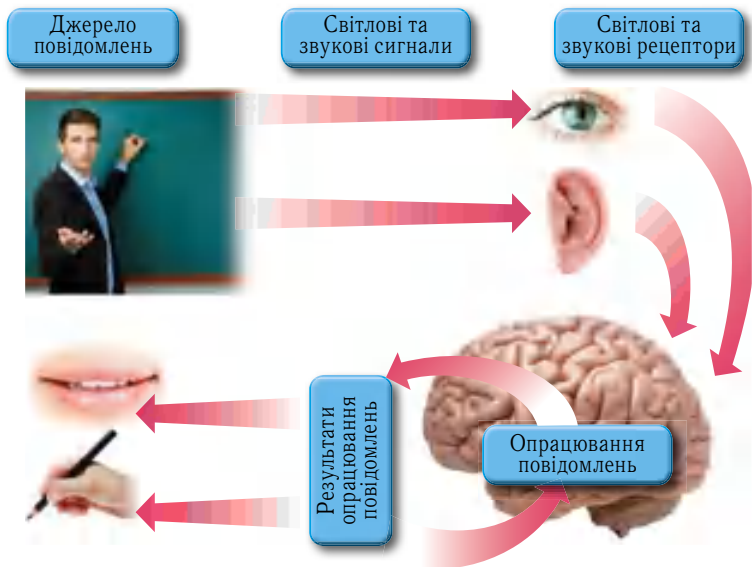 Джерело
повідомлень
Світлові та
звукові сигнали
Світлові та
звукові рецептори
Результати
опрацювання
повідомлень
Опрацювання
повідомлень